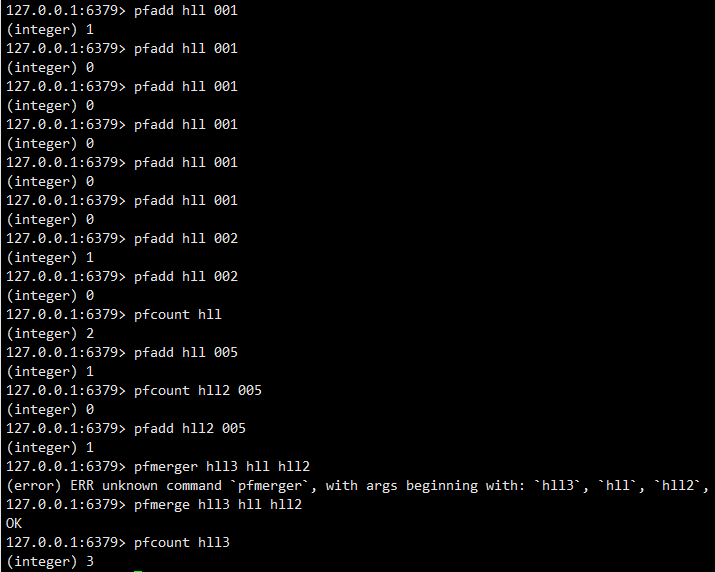 127.0.0.1:6379> pfadd hll 001
(integer) 1
127.0.0.1:6379> pfadd hll 001
(integer) 0
127.0.0.1:6379> pfadd hll 001
(integer) 0
127.0.0.1:6379> pfadd hll 001
(integer) 0
127.0.0.1:6379> pfadd hll 001
(integer) 0
127.0.0.1:6379> pfadd hll 001
(integer) 0
127.0.0.1:6379> pfadd hll 002
(integer) 1
127.0.0.1:6379> pfadd hll 002
(integer) 0
127.0.0.1:6379> pfcount hll
(integer) 2
127.0.0.1:6379> pfadd hll 005
(integer) 1
127.0.0.1:6379> pfcount hll2 005
(integer) 0
127.0.0.1:6379> pfadd hll2 005
(integer) 1
127.0.0.1:6379> pfmerger hll3 hll hll2
(error) ERR unknown command `pfmerger`, with args beginning with: `hll3`, `hll`, `hll2`,
127.0.0.1:6379> pfmerge hll3 hll hll2
OK
127.0.0.1:6379> pfcount hll3
(integer) 3